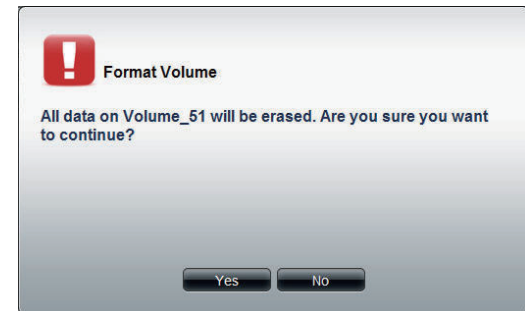 Format Volume
All data on Volume_51 will be erased. Are you sure you want
to continue?
Yes No